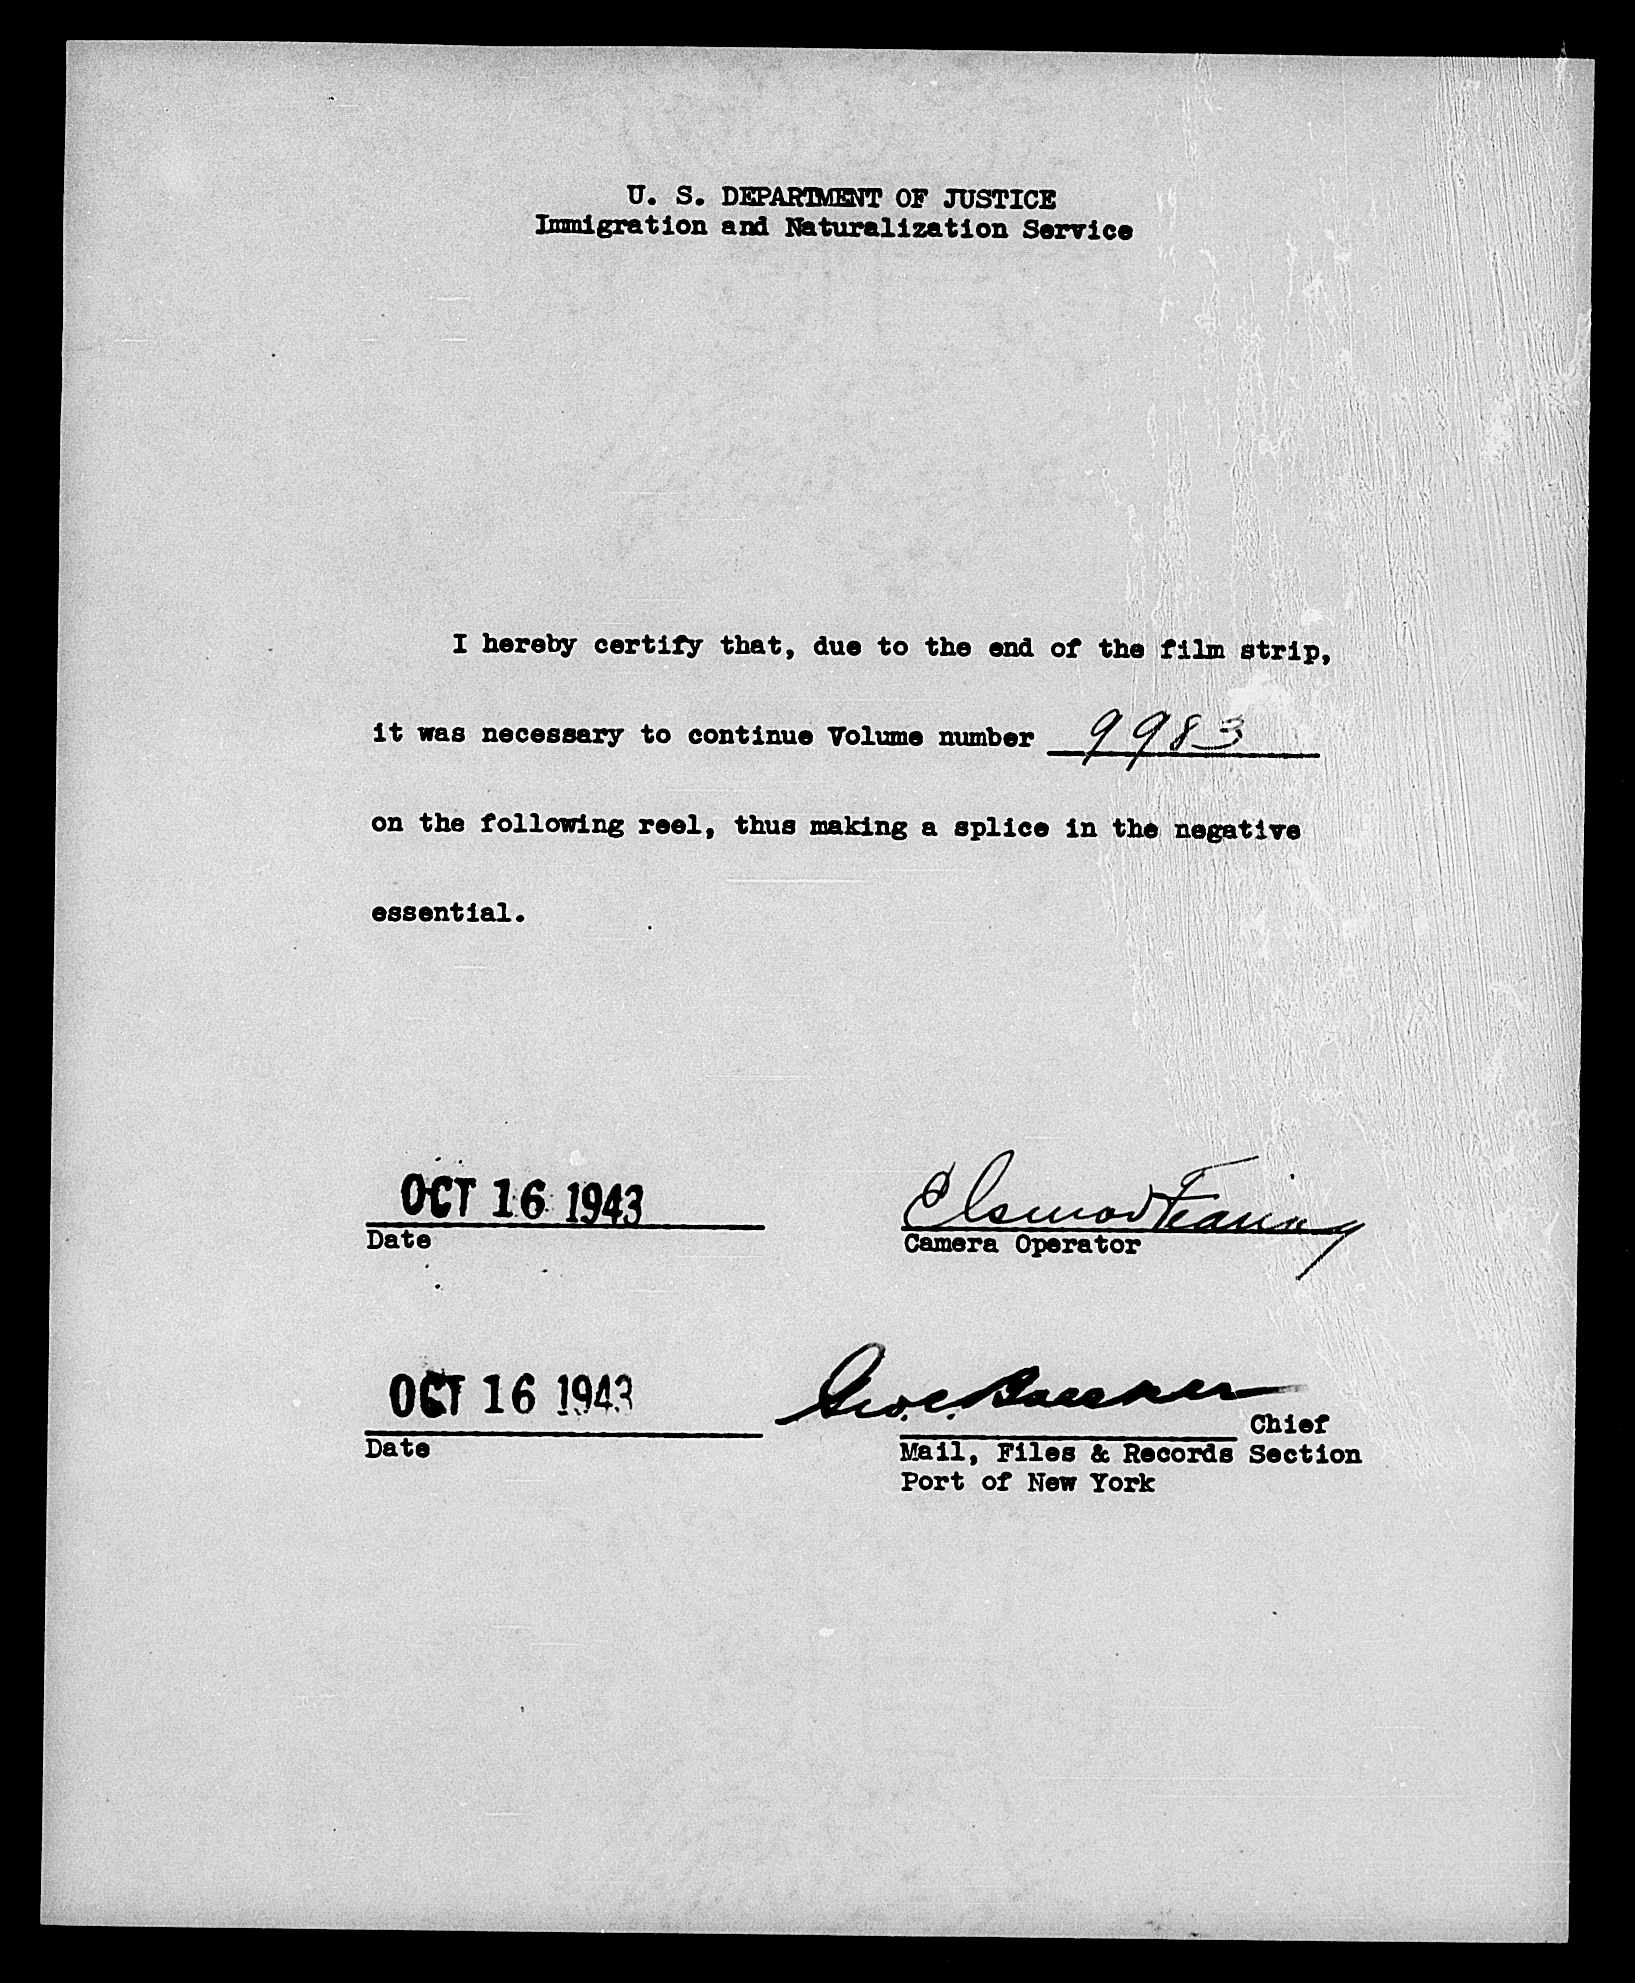 U. S. DEPARTMENT OF JUSTICE
Immigration and Naturalization Service
I hereby certify that, due to the end of the film strip,
it was necessary to continue Volume number 9983
on the following reel, thus making a splice in the negative
essential.
OCT 16 1943
Date
Camera Operator
OCT 16 1943
Date
Geo. C.
Chief
Mail, Files & Records Section
Port of New York